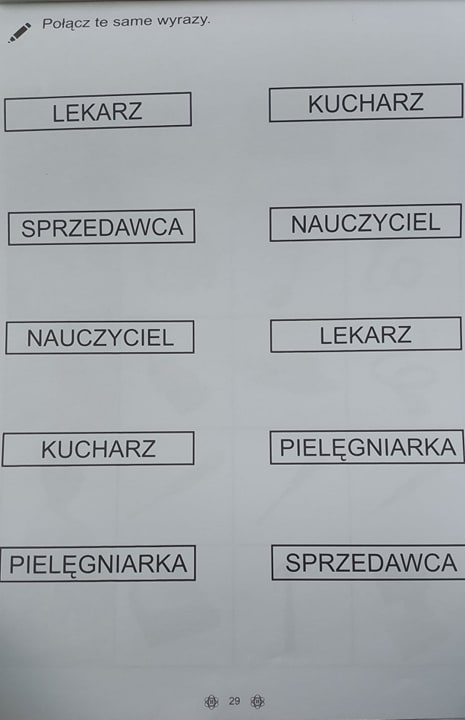 Połącz te same wyrazy.
LEKARZ
KUCHARZ
SPRZEDAWCA
NAUCZYCIEL
NAUCZYCIEL
LEKARZ
KUCHARZ
PIELĘGNIARKA
PIELĘGNIARKA
SPRZEDAWCA
29